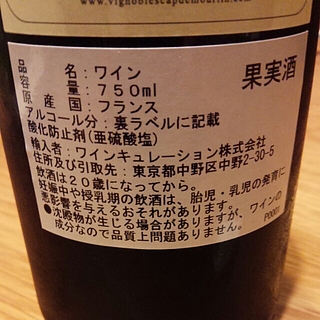 www.vignoblescapdemourlin.com
果実酒
品名：ワイン
容量：750ml
原産国：フランス
アルコール分：裏ラベルに記載
酸化防止剤(亜硫酸塩)
輸入者：ワインキュレーション株式会社
住所及び引取先：東京都中野区中野2-30-5
飲酒は20歳になってから。
妊娠中や授乳期の飲酒は、胎児・乳児の発育に
悪影響を与えるおそれがあります。
●沈殿物が生じる場合がありますが、ワインの
成分なので品質上問題ありません。